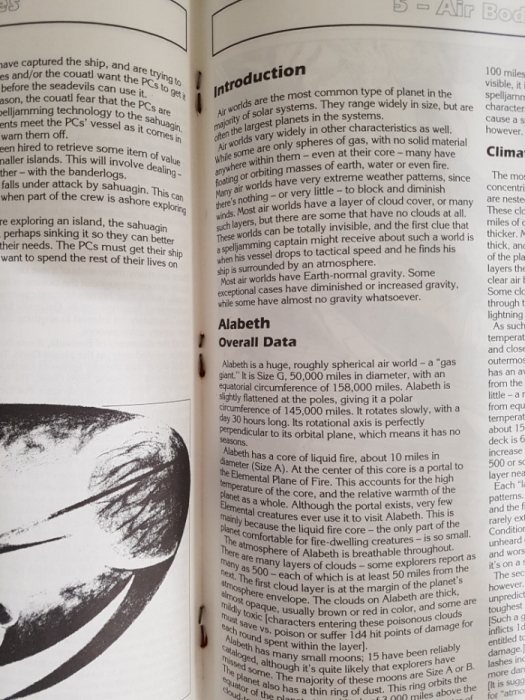 have captured the ship, and are trying to
es and/or the couatl want the PCs to get it
before the seadevils can use it.
ason, the couatl fear that the PCs are
elljamming technology to the sahuagin.
ents meet the PCs' vessel as it comes in
warn them off.
een hired to retrieve some item of value
naller islands. This will involve dealing -
ther – with the banderlogs.
falls under attack by sahuagin. This can
when part of the crew is ashore exploring
re exploring an island, the sahuagin
perhaps sinking it so they can better
their needs. The PCs must get their ship
want to spend the rest of their lives on
5 - Air Bod
Introduction
Air worlds are the most common type of planet in the
majority of solar systems. They range widely in size, but are
often the largest planets in the systems.
Air worlds vary widely in other characteristics as well.
While some are only spheres of gas, with no solid material
anywhere within them – even at their core – many have
floating or orbiting masses of earth, water or even fire.
Many air worlds have very extreme weather patterns, since
there's nothing – or very little – to block and diminish
winds. Most air worlds have a layer of cloud cover, or many
such layers, but there are some that have no clouds at all.
These worlds can be totally invisible, and the first clue that
a spelljamming captain might receive about such a world is
when his vessel drops to tactical speed and he finds his
ship is surrounded by an atmosphere.
Most air worlds have Earth-normal gravity. Some
exceptional cases have diminished or increased gravity,
while some have almost no gravity whatsoever.
Alabeth
Overall Data
Alabeth is a huge, roughly spherical air world – a "gas
giant." It is Size G, 50,000 miles in diameter, with an
equatorial circumference of 158,000 miles. Alabeth is
slightly flattened at the poles, giving it a polar
circumference of 145,000 miles. It rotates slowly, with a
day 30 hours long. Its rotational axis is perfectly
perpendicular to its orbital plane, which means it has no
seasons.
Alabeth has a core of liquid fire, about 10 miles in
diameter (Size A). At the center of this core is a portal to
the Elemental Plane of Fire. This accounts for the high
temperature of the core, and the relative warmth of the
planet as a whole. Although the portal exists, very few
Elemental creatures ever use it to visit Alabeth. This is
mainly because the liquid fire core – the only part of the
planet comfortable for fire-dwelling creatures – is so small.
The atmosphere of Alabeth is breathable throughout.
There are many layers of clouds – some explorers report as
many as 500 – each of which is at least 50 miles from the
next. The first cloud layer is at the margin of the planet's
atmosphere envelope. The clouds on Alabeth are thick,
almost opaque, usually brown or red in color, and some are
mildly toxic [characters entering these poisonous clouds
must save vs. poison or suffer 1d4 hit points of damage for
each round spent within the layer].
Alabeth has many small moons; 15 have been reliably
cataloged, although it's quite likely that explorers have
missed some. The majority of these moons are Size A or B.
The planet also has a thin ring of dust. This ring orbits the
3,000 miles above the
100 miles
visible, it
spelljamm
character
cause a s
however
Clima
The mo
concentri
are neste
These clo
miles of c
thicker.
thick, an
of the pla
layers the
clear air
Some clo
through t
lightning
As such
temperat
and close
outermos
has an a
from the
little – a r
from equ
temperat
about 15
deck is 6
increase
500 or so
layer nea
Each "la
patterns.
and the f
rarely ex
Condition
unheard
and wors
it's on a
The sec
however,
unpredict
toughest
[Such a g
inflicts 1d
entitled to
damage.]
lashes inc
more dan
[It is sugg
for "anti